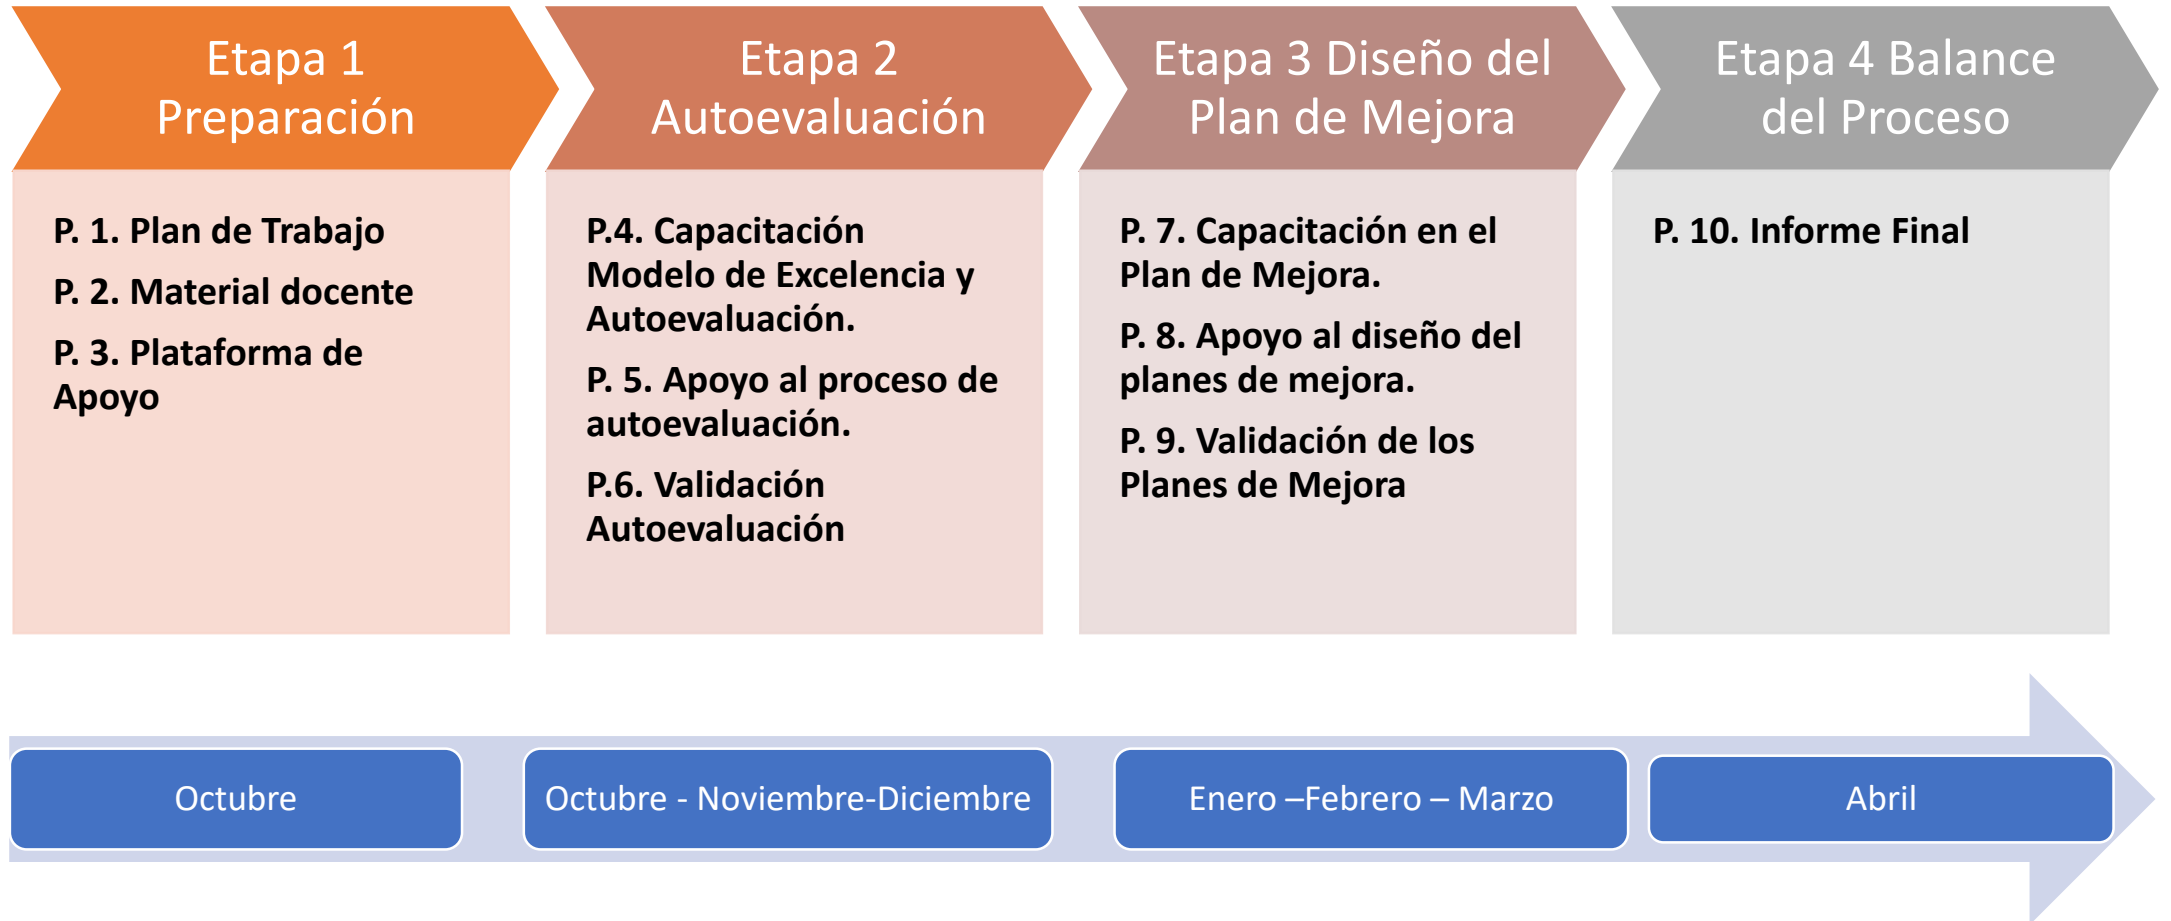 Etapa 1
Preparación
P. 1. Plan de Trabajo
P. 2. Material docente
P. 3. Plataforma de
Apoyo
Etapa 2
Autoevaluación
P.4. Capacitación
Modelo de Excelencia y
Autoevaluación.
P. 5. Apoyo al proceso de
autoevaluación.
P.6. Validación
Autoevaluación
Etapa 3 Diseño del
Plan de Mejora
P. 7. Capacitación en el
Plan de Mejora.
P. 8. Apoyo al diseño del
planes de mejora.
P. 9. Validación de los
Planes de Mejora
Etapa 4 Balance
del Proceso
P. 10. Informe Final
Octubre
Octubre - Noviembre-Diciembre
Enero –Febrero – Marzo
Abril